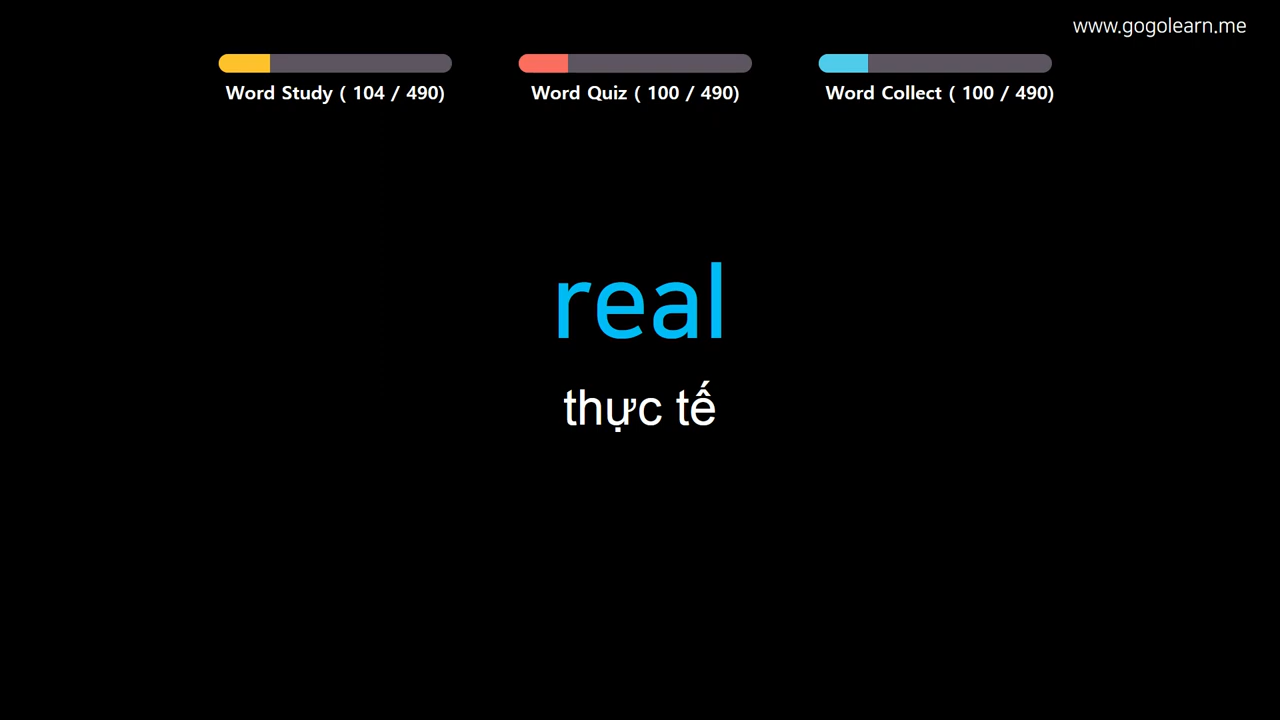 www.gogolearn.me
Word Study ( 104 / 490)
Word Quiz ( 100 / 490)
Word Collect ( 100 / 490)
real
thực tế